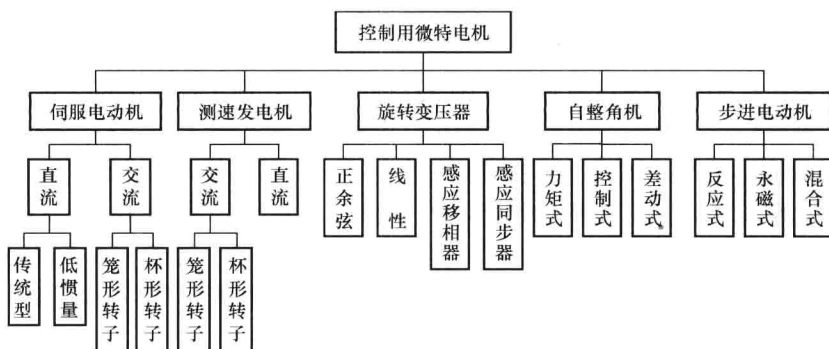 控制用微特电机
伺服电动机
测速发电机
旋转变压器
自整角机
步进电动机
直流
交流
交流
直流
正余弦
线性
感应移相器
感应同步器
力矩式
控制式
差动式
反应式
永磁式
混合式
传统型
低惯量
笼形转子
杯形转子
笼形转子
杯形转子